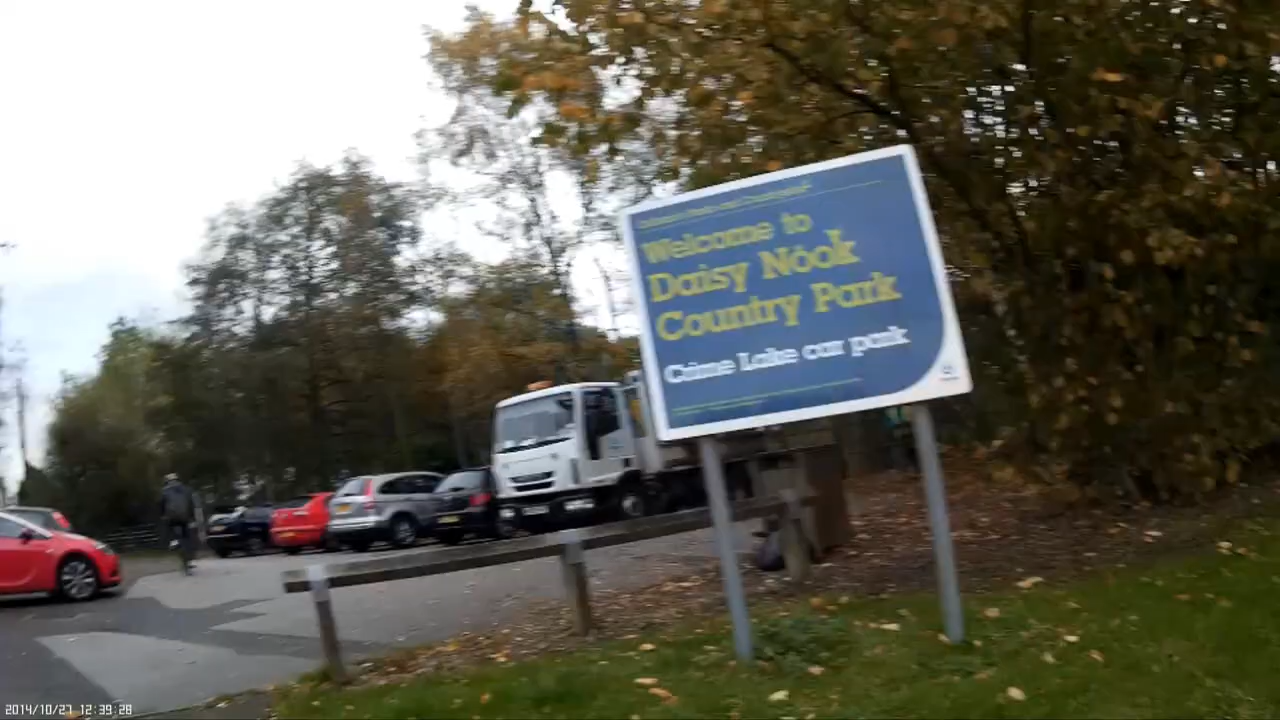 Welcome to
Daisy Nook
Country Park
Crime Lake car park
2014/10/27 12:39:28